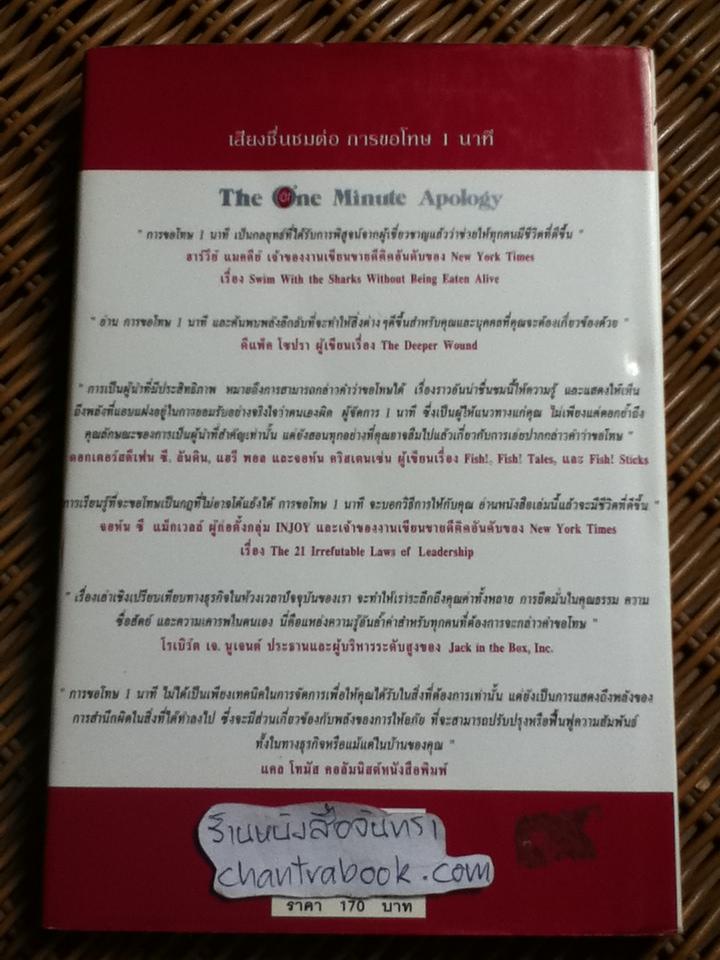 เสียงชื่นชมต่อ การขอโทษ 1 นาที
The One Minute Apology
" การขอโทษ 1 นาที เป็นกลยุทธ์ที่ได้รับการพิสูจน์จากผู้เชี่ยวชาญแล้วว่าช่วยให้ทุกคนมีชีวิตที่ดีขึ้น "
ฮาร์วีย์ แมคคีย์ เจ้าของงานเขียนขายดีติดอันดับของ New York Times
เรื่อง Swim With the Sharks Without Being Eaten Alive
" อ่าน การขอโทษ 1 นาที และค้นพบพลังลึกลับที่จะทำให้สิ่งต่าง ๆดีขึ้นสำหรับคุณและบุคคลที่คุณจะต้องเกี่ยวข้องด้วย "
ดีแพ็ค โชปรา ผู้เขียนเรื่อง The Deeper Wound
" การเป็นผู้นำที่มีประสิทธิภาพ หมายถึงการสามารถกล่าวคำว่าขอโทษได้ เรื่องราวอันน่าชื่นชมนี้ให้ความรู้ และแสดงให้เห็น
ถึงพลังที่แอบแฝงอยู่ในการยอมรับอย่างจริงใจว่าตนเองผิด ผู้จัดการ 1 นาที ซึ่งเป็นผู้ให้แนวทางแก่คุณ ไม่เพียงแต่ตอกย้ำถึง
คุณลักษณะของการเป็นผู้นำที่สำคัญเท่านั้น แต่ยังสอนทุกอย่างที่คุณอาจลืมไปแล้วเกี่ยวกับการเอ่ยปากกล่าวคำว่าขอโทษ "
ดอกเตอร์สตีเฟน ซี. ลันดิน, แฮรี พอล และจอห์น คริสเตนเซ่น ผู้เขียนเรื่อง Fish!, Fish! Tales, และ Fish! Sticks
การเรียนรู้ที่จะขอโทษเป็นกฎที่ไม่อาจโต้แย้งได้ การขอโทษ 1 นาที จะบอกวิธีการให้กับคุณ อ่านหนังสือเล่มนี้แล้วจะมีชีวิตที่ดีขึ้น "
จอห์น ซี แม็กเวลล์ ผู้ก่อตั้งกลุ่ม INJOY และเจ้าของงานเขียนขายดีติดอันดับของ New York Times
เรื่อง The 21 Irrefutable Laws of Leadership
" เรื่องเล่าเชิงเปรียบเทียบทางธุรกิจในห้วงเวลาปัจจุบันของเรา จะทำให้เราระลึกถึงคุณค่าทั้งหลาย การยึดมั่นในคุณธรรม ความ
ซื่อสัตย์ และความเคารพในตนเอง นี่คือแหล่งความรู้อันล้ำค่าสำหรับทุกคนที่ต้องการจะกล่าวคำขอโทษ "
โรเบิร์ต เจ. นูเจนต์ ประธานและผู้บริหารระดับสูงของ Jack in the Box, Inc.
" การขอโทษ 1 นาที ไม่ได้เป็นเพียงเทคนิคในการจัดการเพื่อให้คุณได้รับในสิ่งที่ต้องการเท่านั้น แต่ยังเป็นการแสดงถึงพลังของ
การสำนึกผิดในสิ่งที่ได้ทำลงไป ซึ่งจะมีส่วนเกี่ยวข้องกับพลังของการให้อภัย ที่จะสามารถปรับปรุงหรือฟื้นฟูความสัมพันธ์
ทั้งในทางธุรกิจหรือแม้แต่ในบ้านของคุณ "
แคล โทมัส คอลัมนิสต์หนังสือพิมพ์
ร้านหนังสือจันทรา
chantrabook.com
ราคา 170 บาท